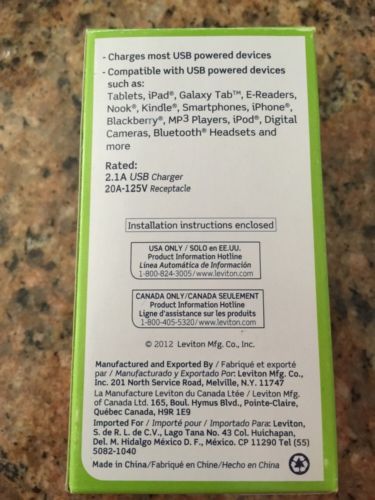 - Charges most USB powered devices
- Compatible with USB powered devices
such as:
Tablets, iPad®, Galaxy Tab™, E-Readers,
Nook®, Kindle®, Smartphones, iPhone®,
Blackberry®, MP3 Players, iPod®, Digital
Cameras, Bluetooth® Headsets and
more
Rated:
2.1A USB Charger
20A-125V Receptacle
Installation instructions enclosed
USA ONLY / SOLO en EE.UU.
Product Information Hotline
Línea Automática de Información
1-800-824-3005 /www.leviton.com
CANADA ONLY/CANADA SEULEMENT
Product Information Hotline
Ligne d'assistance sur les produits
1-800-405-5320/www.leviton.com
© 2012 Leviton Mfg. Co., Inc.
Manufactured and Exported By / Fabriqué et exporté
par / Manufacturado y Exportado Por: Leviton Mfg. Co.,
Inc. 201 North Service Road, Melville, N.Y. 11747
La Manufacture Leviton du Canada Ltée / Leviton Mfg.
of Canada Ltd. 165, Boul. Hymus Blvd., Pointe-Claire,
Québec Canada, H9R 1E9
Imported For / Importé pour / Importado Para: Leviton,
S. de R. L. de C.V., Lago Tana No. 43 Col. Huichapan,
Del. M. Hidalgo México D. F., México. CP 11290 Tel (55)
5082-1040
Made in China/Fabriqué en Chine/Hecho en China